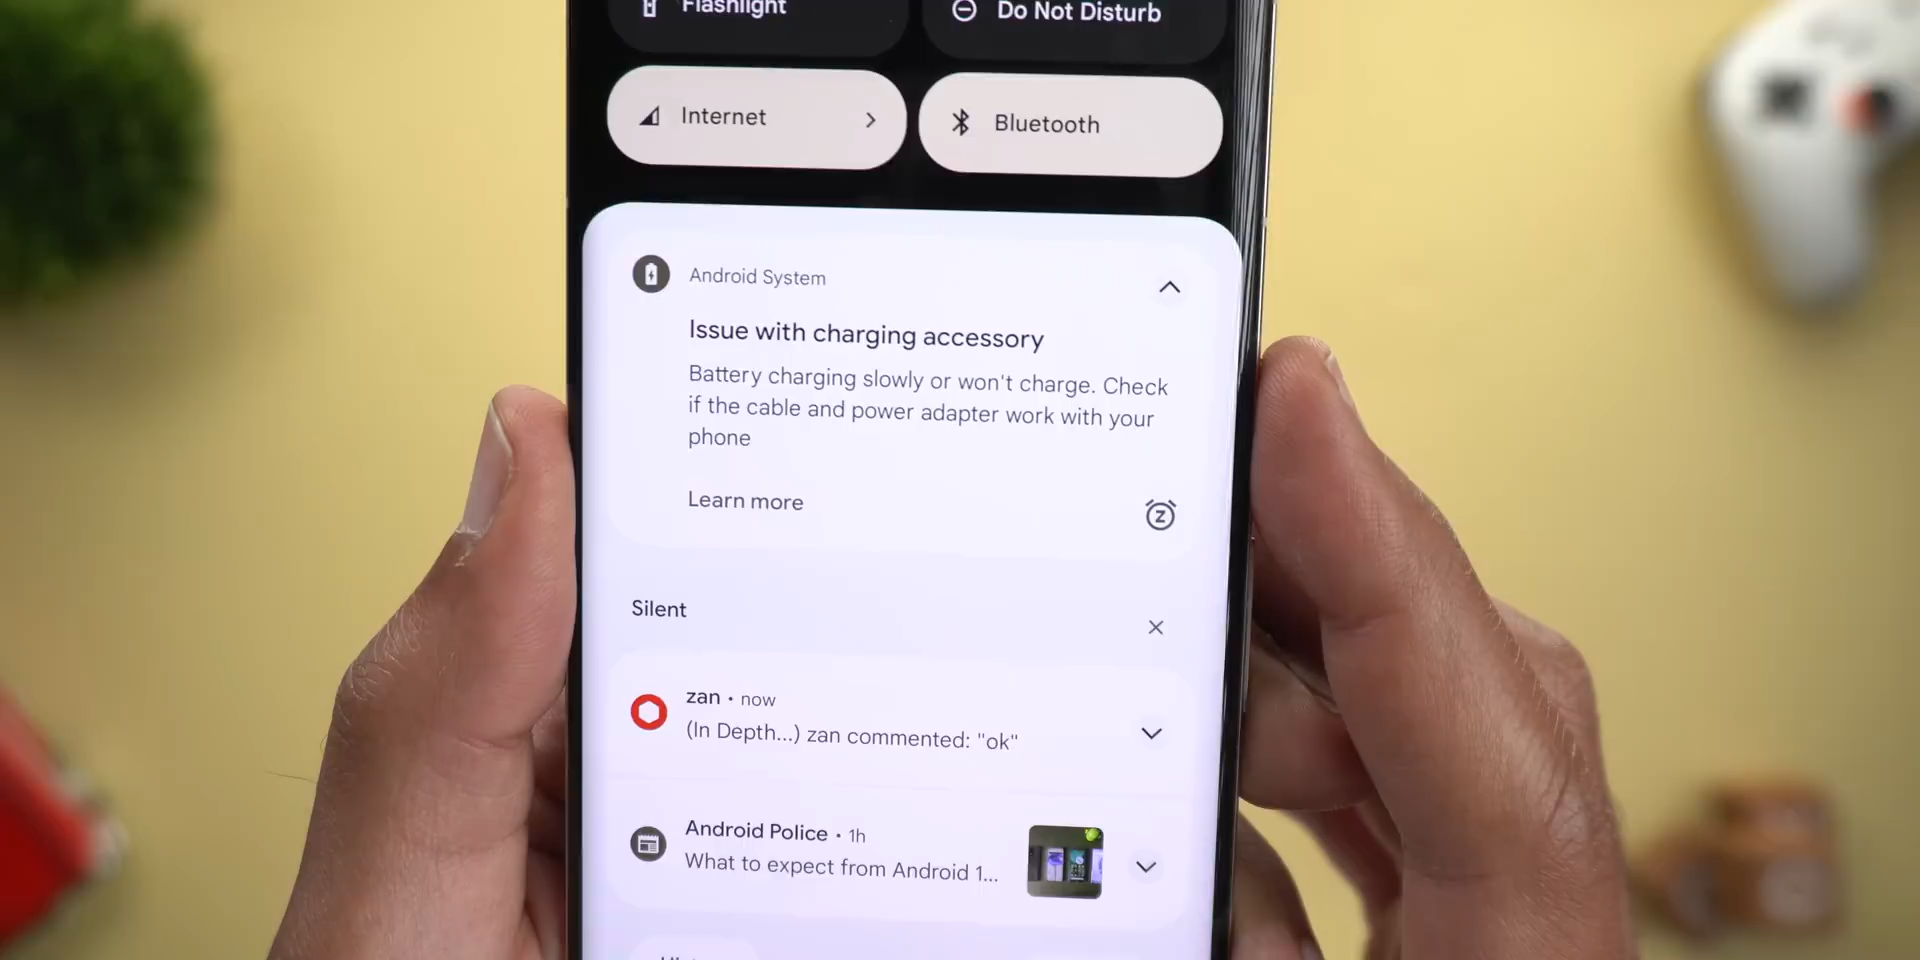 Flashlight
Do Not Disturb
Internet
Bluetooth
Android System
Issue with charging accessory
Battery charging slowly or won't charge. Check
if the cable and power adapter work with your
phone
Learn more
Silent
zan • now
(In Depth...) zan commented: "ok"
Android Police • 1h
What to expect from Android 1...